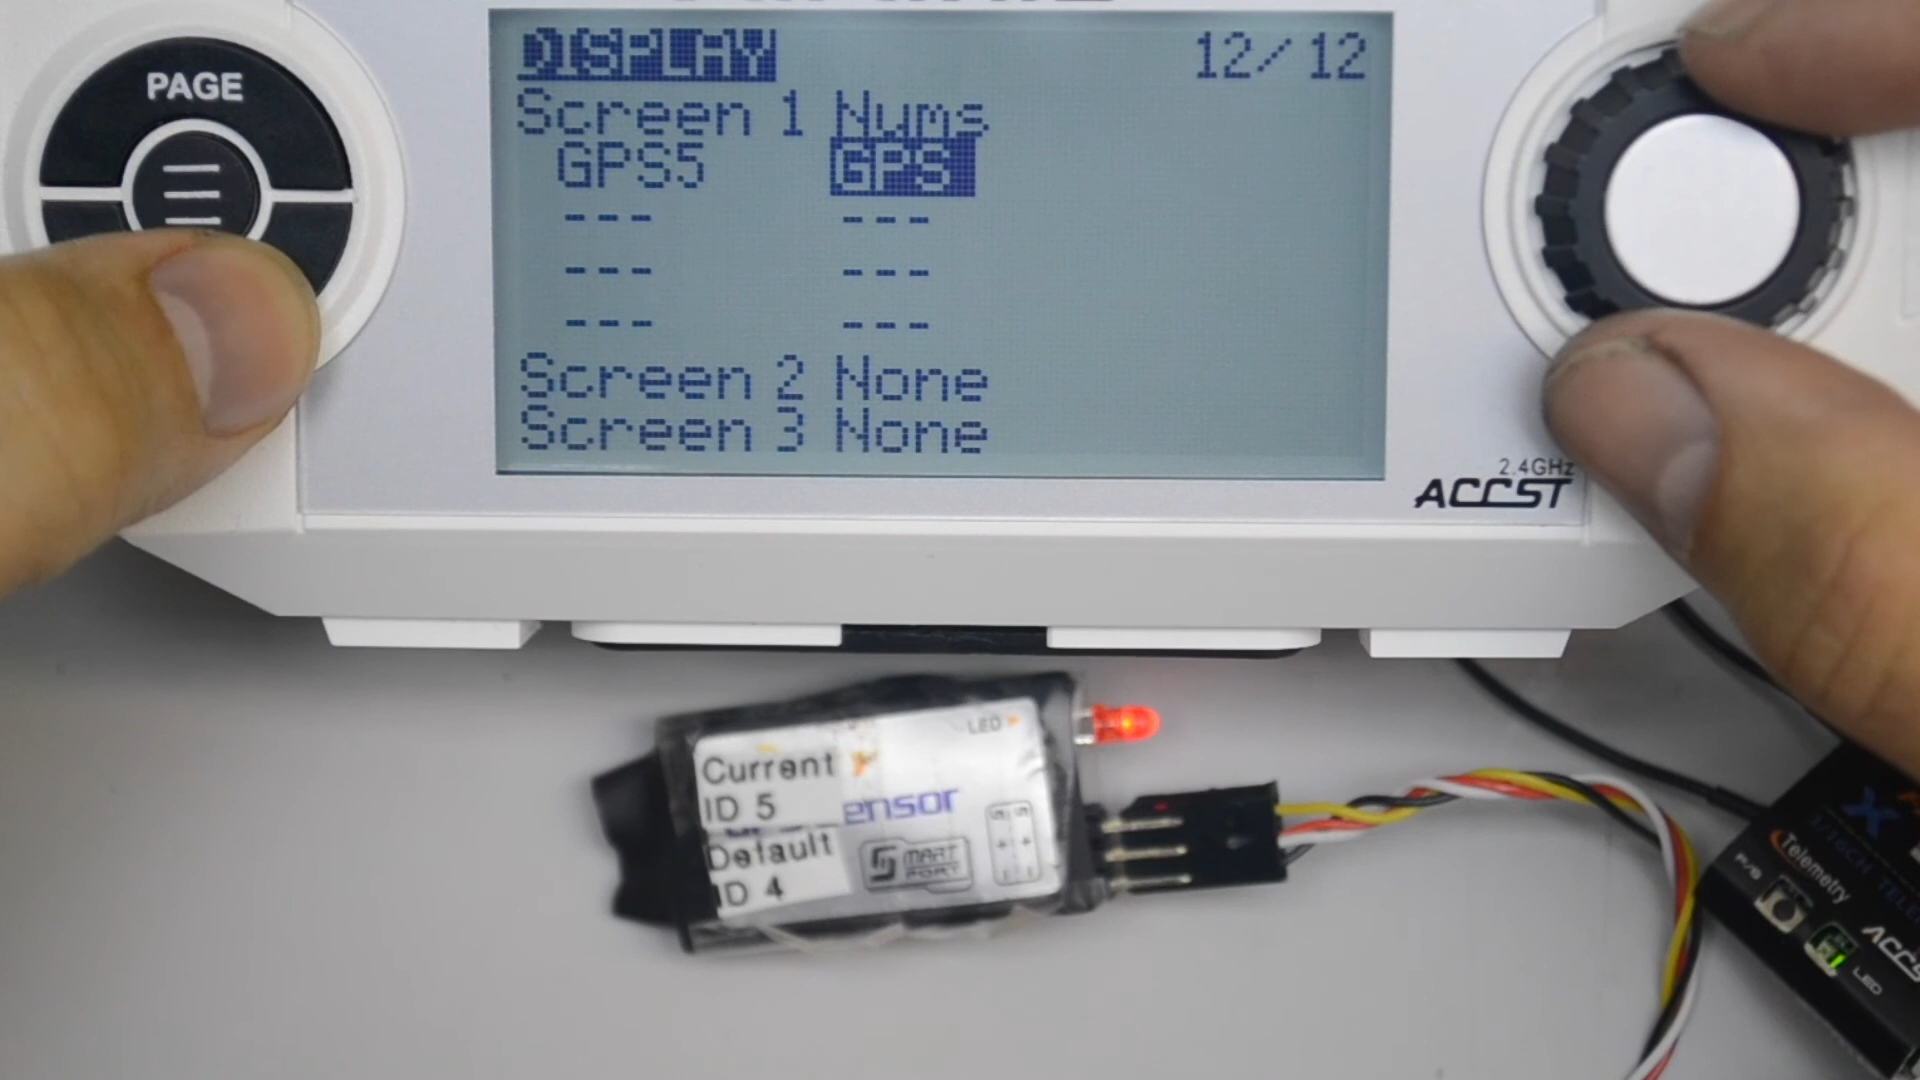 PAGE
DISPLAY 12/12
Screen 1 Nums
GPS5 GPS
--- ---
--- ---
--- ---
Screen 2 None
Screen 3 None
2.4GHz
ACCST
LED
Current
ID 5
ensor
Default
ID 4
SMART
PORT
X
Telemetry
LED